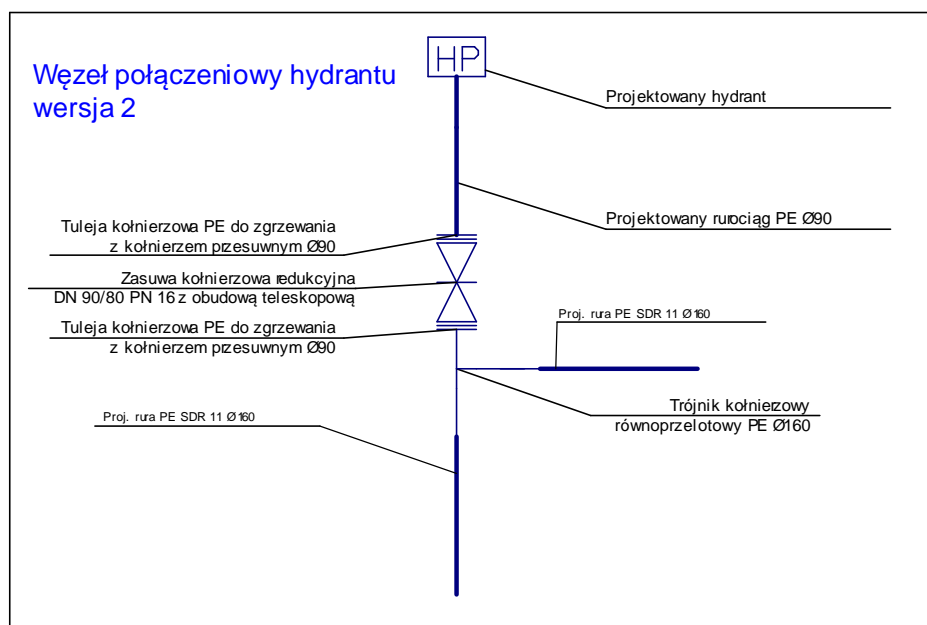 Węzeł połączeniowy hydrantu
wersja 2
HP
Projektowany hydrant
Projektowany rurociąg PE Ø90
Tuleja kołnierzowa PE do zgrzewania
z kołnierzem przesuwnym Ø90
Zasuwa kołnierzowa redukcyjna
DN 90/80 PN 16 z obudową teleskopową
Tuleja kołnierzowa PE do zgrzewania
z kołnierzem przesuwnym Ø90
Proj. rura PE SDR 11 Ø160
Trójnik kołnierzowy
równoprzelotowy PE Ø160
Proj. rura PE SDR 11 Ø160